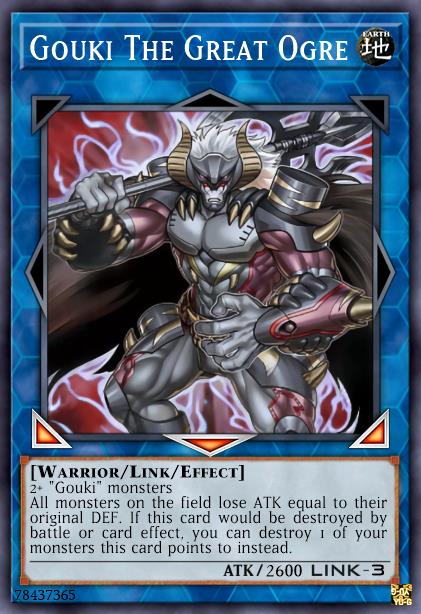 Gouki The Great Ogre
EARTH
地
[Warrior/Link/Effect]
2+ "Gouki" monsters
All monsters on the field lose ATK equal to their
original DEF. If this card would be destroyed by
battle or card effect, you can destroy 1 of your
monsters this card points to instead.
ATK/2600 LINK-3
78437365